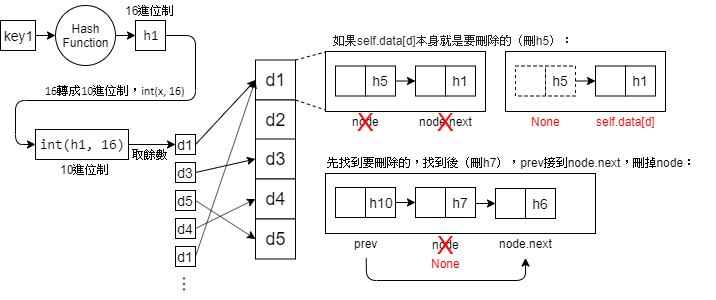 key1
Hash
Function
16進位制
h1
16轉成10進位制，int(x, 16)
int(h1, 16)
10進位制
取餘數
d1
d3
d5
d4
d1
⋮
d1
d2
d3
d4
d5
如果self.data[d]本身就是要刪除的（刪h5）：
h5
h1
node
node.next
h5
h1
None
self.data[d]
先找到要刪除的，找到後（刪h7），prev接到node.next，刪掉node：
h10
h7
h6
prev
node
node.next
None